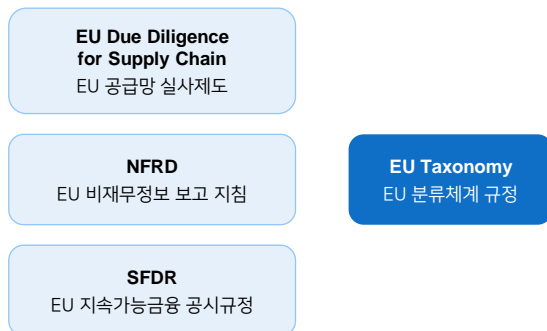 EU Due Diligence
for Supply Chain
EU 공급망 실사제도
NFRD
EU 비재무정보 보고 지침
EU Taxonomy
EU 분류체계 규정
SFDR
EU 지속가능금융 공시규정